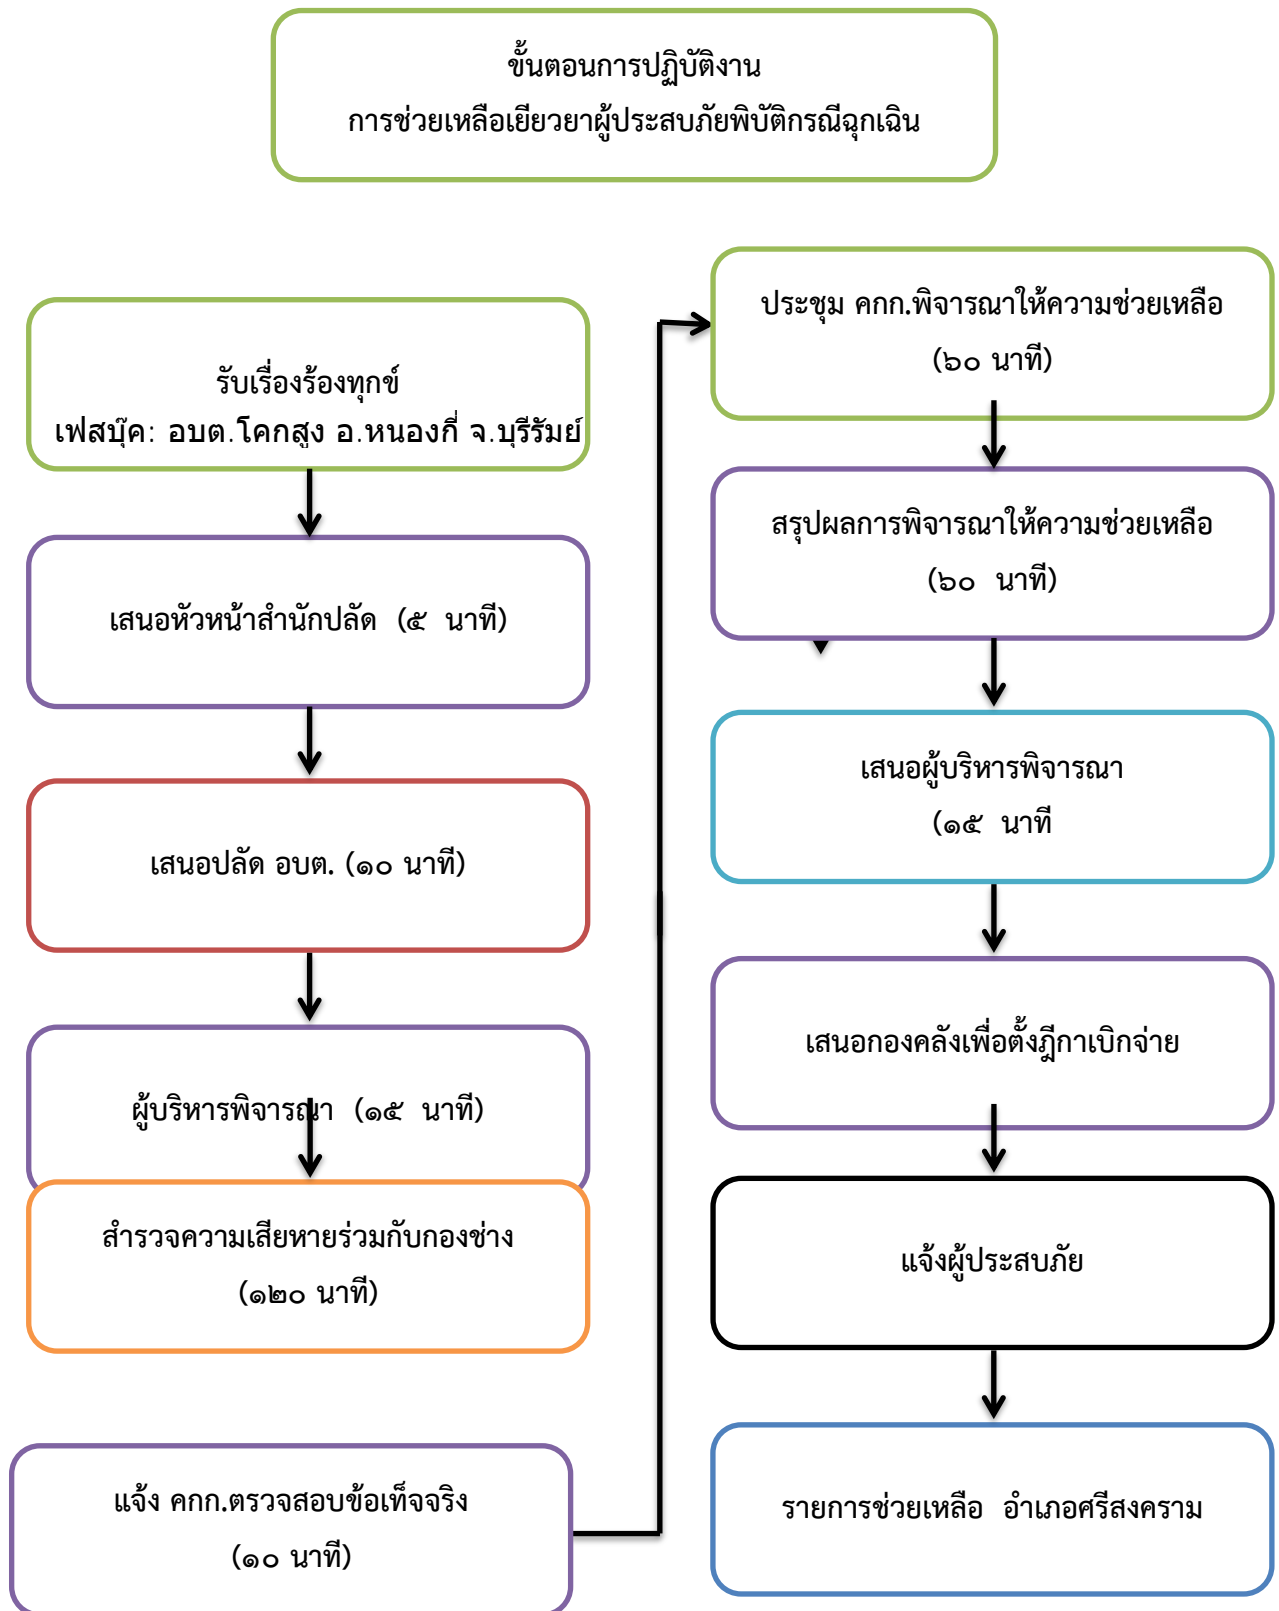 ขั้นตอนการปฏิบัติงาน
การช่วยเหลือเยียวยาผู้ประสบภัยพิบัติกรณีฉุกเฉิน
รับเรื่องร้องทุกข์
เฟสบุ๊ค: อบต.โคกสูง อ.หนองกี่ จ.บุรีรัมย์
เสนอหัวหน้าสำนักปลัด (๕ นาที)
เสนอปลัด อบต. (๑๐ นาที)
ผู้บริหารพิจารณา (๑๕ นาที)
สำรวจความเสียหายร่วมกับกองช่าง
(๑๒๐ นาที)
แจ้ง คกก.ตรวจสอบข้อเท็จจริง
(๑๐ นาที)
ประชุม คกก.พิจารณาให้ความช่วยเหลือ
(๖๐ นาที)
สรุปผลการพิจารณาให้ความช่วยเหลือ
(๖๐ นาที)
เสนอผู้บริหารพิจารณา
(๑๕ นาที
เสนอกองคลังเพื่อตั้งฎีกาเบิกจ่าย
แจ้งผู้ประสบภัย
รายการช่วยเหลือ อำเภอศรีสงคราม